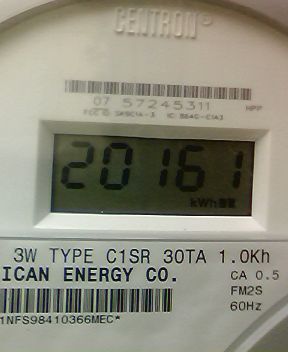 CENTRON®
07 57245311
HPP
20161
kWh
3W TYPE C1SR 30TA 1.0Kh
ICAN ENERGY CO.
CA 0.5
FM2S
60Hz
1NFS98410366MEC*